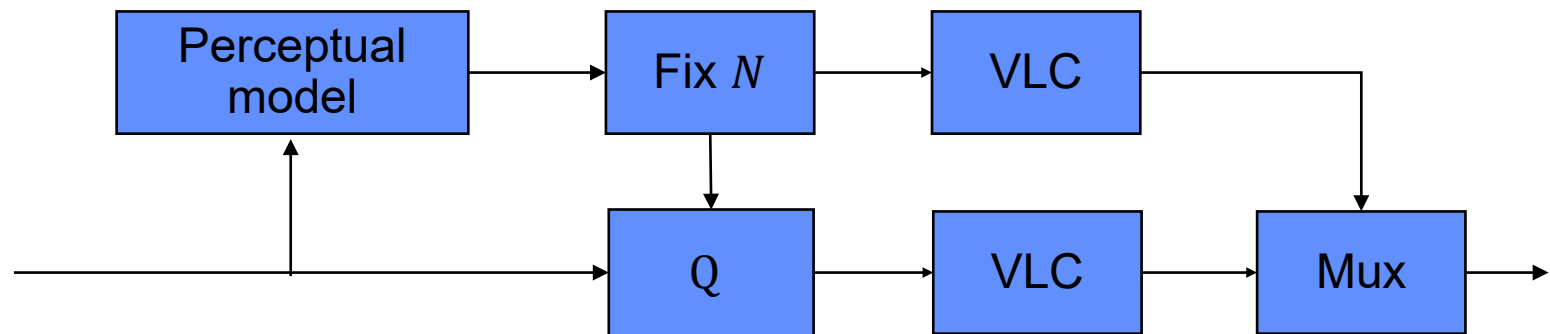 Perceptual
model
Fix N
VLC
Q
VLC
Mux